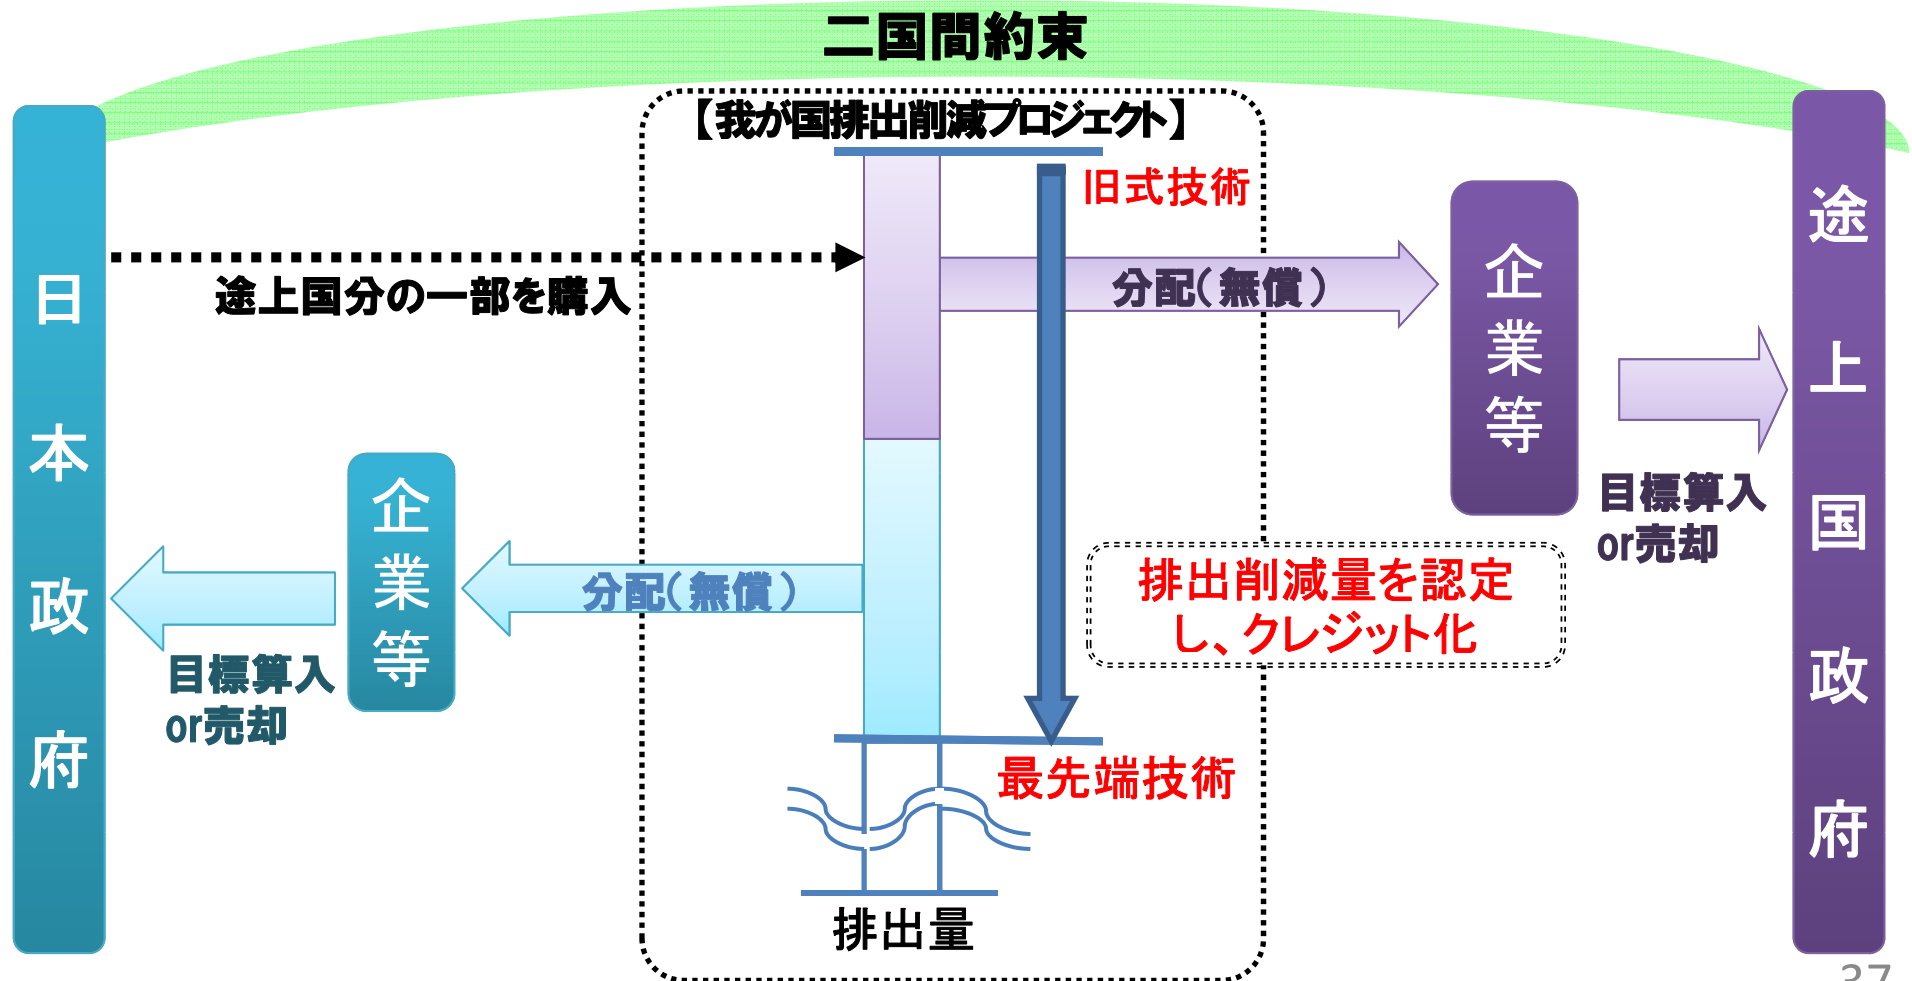 二国間約束
【我が国排出削減プロジェクト】
旧式技術
日本政府
途上国分の一部を購入
分配（無償）
企業等
途上国政府
目標算入
or売却
企業等
分配（無償）
目標算入
or売却
排出削減量を認定
し、クレジット化
最先端技術
排出量
37